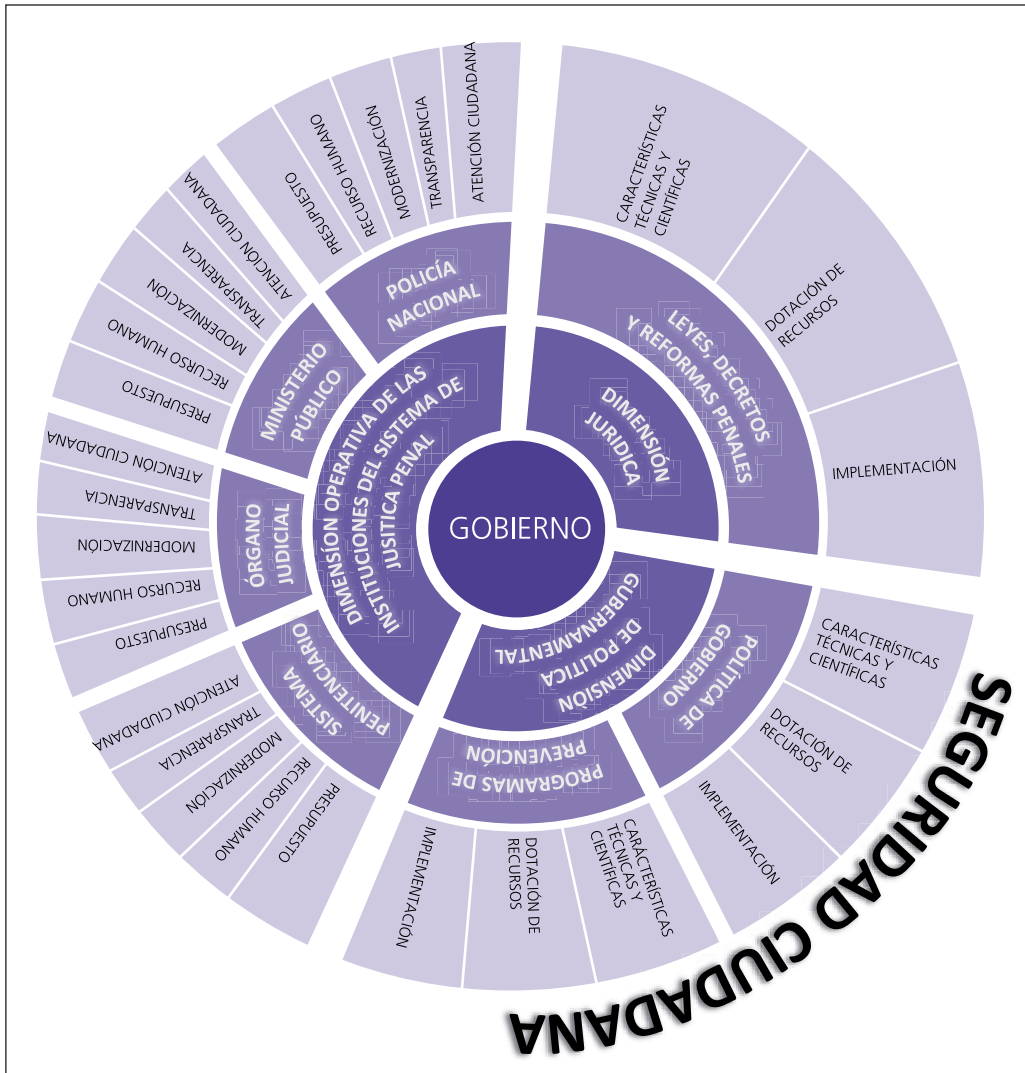 GOBIERNO
DIMENSIÓN
JURIDICA
LEYES, DECRETOS
Y REFORMAS PENALES
CARACTERÍSTICAS
TÉCNICAS Y
CIENTÍFICAS
DOTACIÓN DE
RECURSOS
IMPLEMENTACIÓN
DIMENSIÓN
DE POLITICA
GUBERNAMENTAL
POLÍTICA DE
GOBIERNO
CARACTERÍSTICAS
TÉCNICAS Y
CIENTÍFICAS
DOTACIÓN DE
RECURSOS
IMPLEMENTACIÓN
PROGRAMAS DE
PREVENCIÓN
CARÁCTERÍSTICAS
TÉCNICAS Y
CIENTÍFICAS
DOTACIÓN DE
RECURSOS
IMPLEMENTACIÓN
DIMENSION OPERATIVA DE LAS
INSTITUCIONES DEL SISTEMA DE
JUSITICA PENAL
SISTEMA
PENITENCIARIO
PRESUPUESTO
RECURSO HUMANO
MODERNIZACIÓN
TRANSPARENCIA
ATENCIÓN CIUDADANA
ÓRGANO
JUDICIAL
PRESUPUESTO
RECURSO HUMANO
MODERNIZACIÓN
TRANSPARENCIA
ATENCIÓN CIUDADANA
MINISTERIO
PÚBLICO
PRESUPUESTO
RECURSO HUMANO
MODERNIZACIÓN
TRANSPARENCIA
ATENCIÓN CIUDADANA
POLICÍA
NACIONAL
PRESUPUESTO
RECURSO HUMANO
MODERNIZACIÓN
TRANSPARENCIA
ATENCIÓN CIUDADANA
SEGURIDAD CIUDADANA